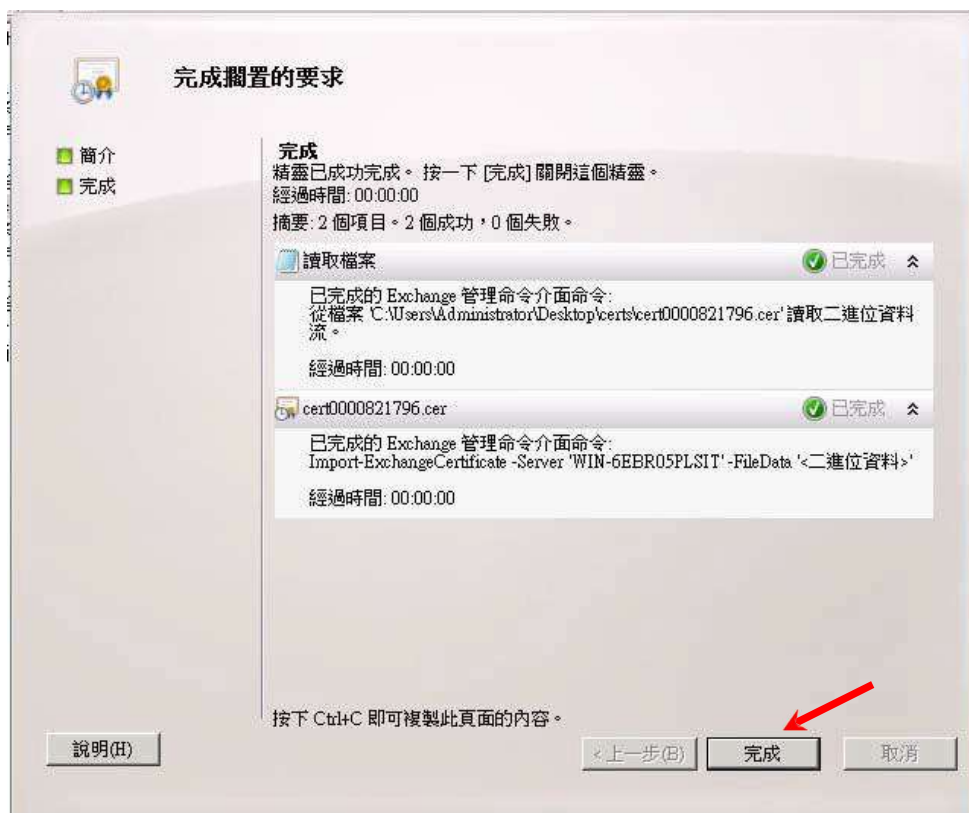 完成擱置的要求
簡介
完成
完成
精靈已成功完成。 按一下 [完成] 關閉這個精靈。
經過時間: 00:00:00
摘要: 2 個項目。2 個成功，0 個失敗。
讀取檔案 已完成
已完成的 Exchange 管理命令介面命令:
從檔案 'C:\Users\Administrator\Desktop\certs\cert0000821796.cer' 讀取二進位資料
流。
經過時間: 00:00:00
cert0000821796.cer 已完成
已完成的 Exchange 管理命令介面命令:
Import-ExchangeCertificate -Server 'WIN-6EBR05PLSIT' -FileData '<二進位資料>'
經過時間: 00:00:00
按下 Ctrl+C 即可複製此頁面的內容。
說明(H) <上一步(B) 完成 取消